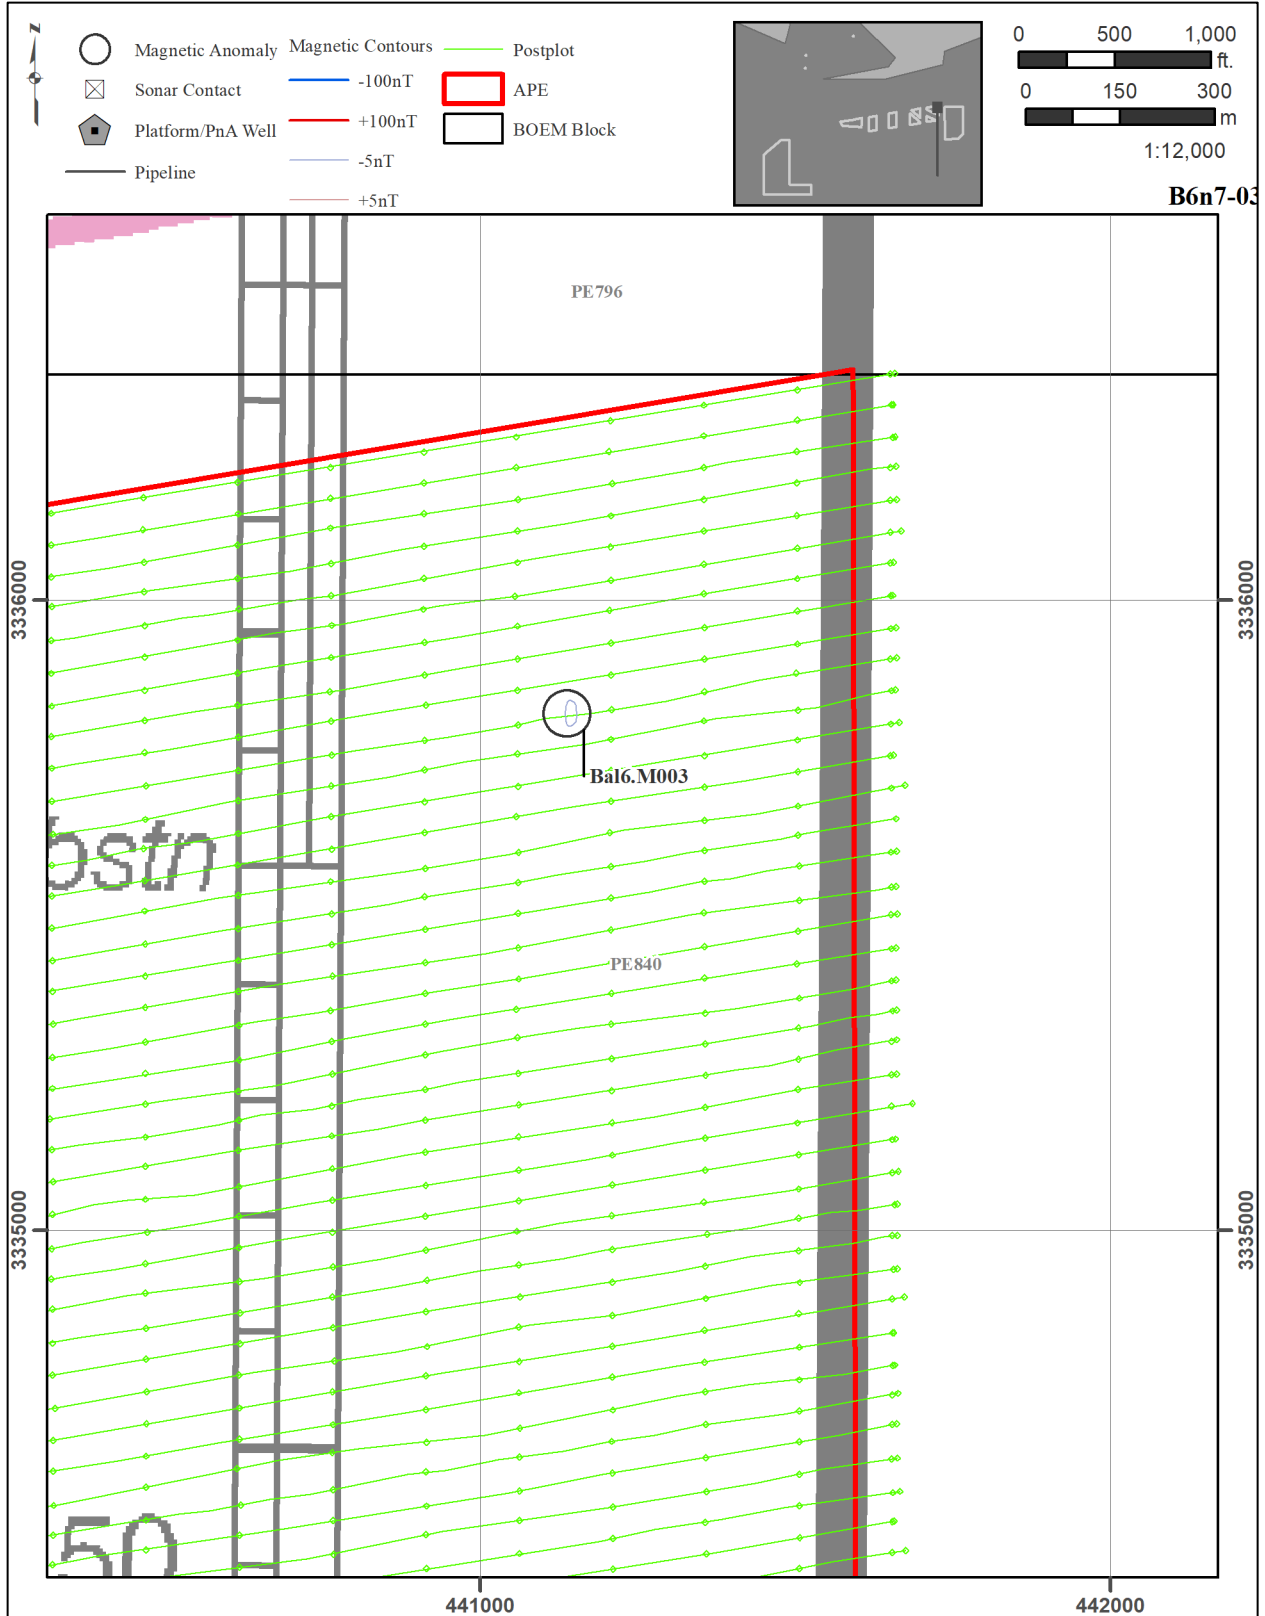 Z
Magnetic Anomaly
Sonar Contact
Platform/PnA Well
Pipeline
Magnetic Contours
-100nT
+100nT
-5nT
+5nT
Postplot
APE
BOEM Block
0 500 1,000
ft.
0 150 300
m
1:12,000
B6n7-03
PE796
3336000
3336000
Bal6.M003
bstn
PE840
3335000
3335000
50
441000
442000